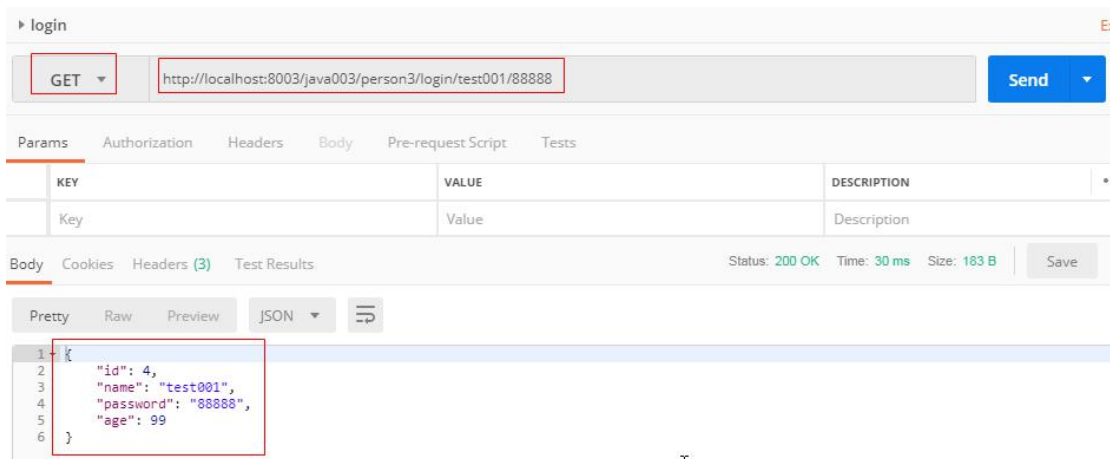 login
GET http://localhost:8003/java003/person3/login/test001/88888 Send
Params Authorization Headers Body Pre-request Script Tests
KEY VALUE DESCRIPTION
Key Value Description
Body Cookies Headers (3) Test Results Status: 200 OK Time: 30 ms Size: 183 B Save
Pretty Raw Preview JSON
1 {
2 "id": 4,
3 "name": "test001",
4 "password": "88888",
5 "age": 99
6 }